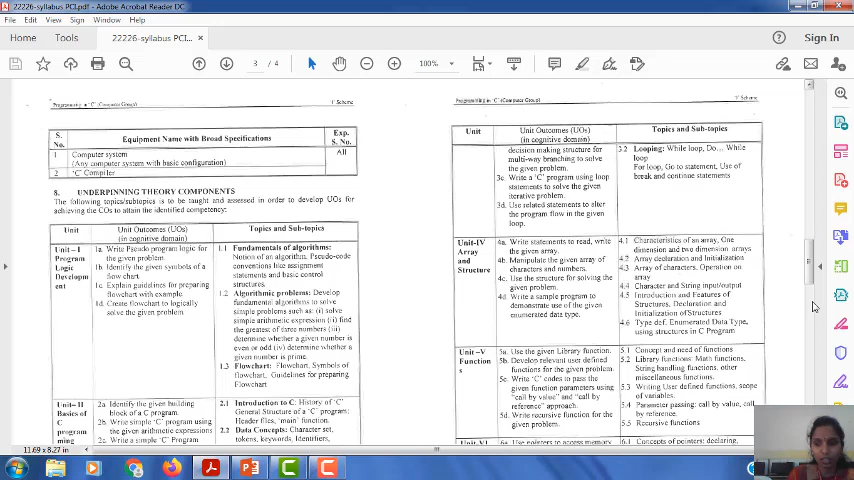 22226-syllabus PCI.pdf - Adobe Acrobat Reader DC
File Edit View Sign Window Help
Home Tools 22226-syllabus PCI... × Sign In
3 / 4 100%
Programming in 'C' (Computer Group) 'I' Scheme
S. No. Equipment Name with Broad Specifications Exp. S. No.
1 Computer system All
(Any computer system with basic configuration)
2 'C' Compiler
8. UNDERPINNING THEORY COMPONENTS
The following topics/subtopics is to be taught and assessed in order to develop UOs for
achieving the COs to attain the identified competency:
Unit Unit Outcomes (UOs) Topics and Sub-topics
(in cognitive domain)
Unit – I
Program
Logic
Developm
ent
1a. Write Pseudo program logic for
the given problem.
1b. Identify the given symbols of a
flow chart
1c. Explain guidelines for preparing
flowchart with example
1d. Create flowchart to logically
solve the given problem
1.1 Fundamentals of algorithms:
Notion of an algorithm. Pseudo-code
conventions like assignment
statements and basic control
structures.
1.2 Algorithmic problems: Develop
fundamental algorithms to solve
simple problems such as: (i) solve
simple arithmetic expression (ii) find
the greatest of three numbers (iii)
determine whether a given number is
even or odd (iv) determine whether a
given number is prime.
1.3 Flowchart: Flowchart, Symbols of
flowchart, Guidelines for preparing
Flowchart
Unit– II
Basics of
C
program
ming
2a. Identify the given building
block of a C program.
2b. Write simple 'C' program using
the given arithmetic expressions
2c. Write a simple 'C' Program
2.1 Introduction to C: History of 'C'
General Structure of a 'C' program:
Header files, 'main' function.
2.2 Data Concepts: Character set,
tokens, keywords, Identifiers,
11.69 x 8.27 in
Programming in 'C' (Computer Group) 'I' Scheme
Unit Unit Outcomes (UOs) Topics and Sub-topics
(in cognitive domain)
decision making structure for
multi-way branching to solve
the given problem.
3c. Write a 'C' program using loop
statements to solve the given
iterative problem.
3d. Use related statements to alter
the program flow in the given
loop.
3.2 Looping: While loop, Do... While
loop
For loop, Go to statement, Use of
break and continue statements
Unit-IV
Array
and
Structure
4a. Write statements to read, write
the given array.
4b. Manipulate the given array of
characters and numbers.
4c. Use the structure for solving the
given problem.
4d. Write a sample program to
demonstrate use of the given
enumerated data type.
4.1 Characteristics of an array, One
dimension and two dimension arrays
4.2 Array declaration and Initialization
4.3 Array of characters, Operation on
array
4.4 Character and String input/output
4.5 Introduction and Features of
Structures, Declaration and
Initialization of Structures
4.6 Type def, Enumerated Data Type,
using structures in C Program
Unit –V
Function
s
5a. Use the given Library function.
5b. Develop relevant user defined
functions for the given problem.
5c. Write 'C' codes to pass the
given function parameters using
"call by value" and "call by
reference" approach.
5d. Write recursive function for the
given problem.
5.1 Concept and need of functions
5.2 Library functions: Math functions,
String handling functions, other
miscellaneous functions.
5.3 Writing User defined functions, scope
of variables.
5.4 Parameter passing: call by value, call
by reference.
5.5 Recursive functions
Unit–VI 6a. Use pointers to access memory 6.1 Concepts of pointers: declaring,